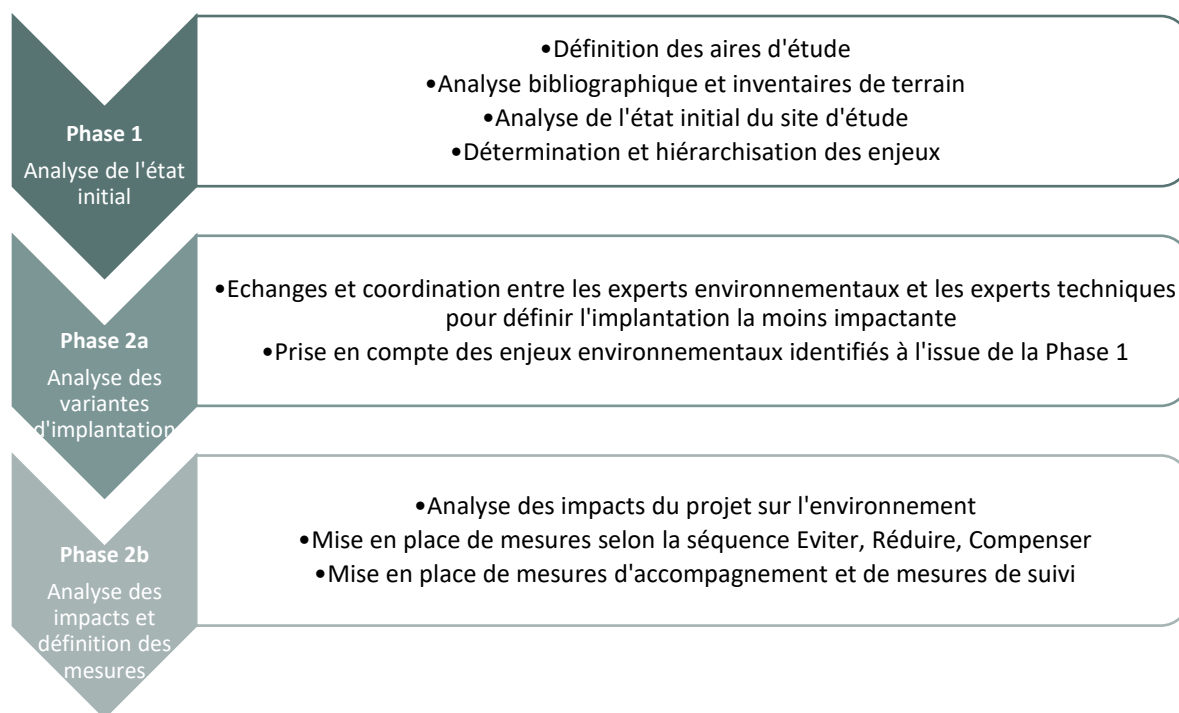 Phase 1
Analyse de l'état
initial
•Définition des aires d'étude
•Analyse bibliographique et inventaires de terrain
•Analyse de l'état initial du site d'étude
•Détermination et hiérarchisation des enjeux
Phase 2a
Analyse des
variantes
d'implantation
•Echanges et coordination entre les experts environnementaux et les experts techniques
pour définir l'implantation la moins impactante
•Prise en compte des enjeux environnementaux identifiés à l'issue de la Phase 1
Phase 2b
Analyse des
impacts et
définition des
mesures
•Analyse des impacts du projet sur l'environnement
•Mise en place de mesures selon la séquence Eviter, Réduire, Compenser
•Mise en place de mesures d'accompagnement et de mesures de suivi